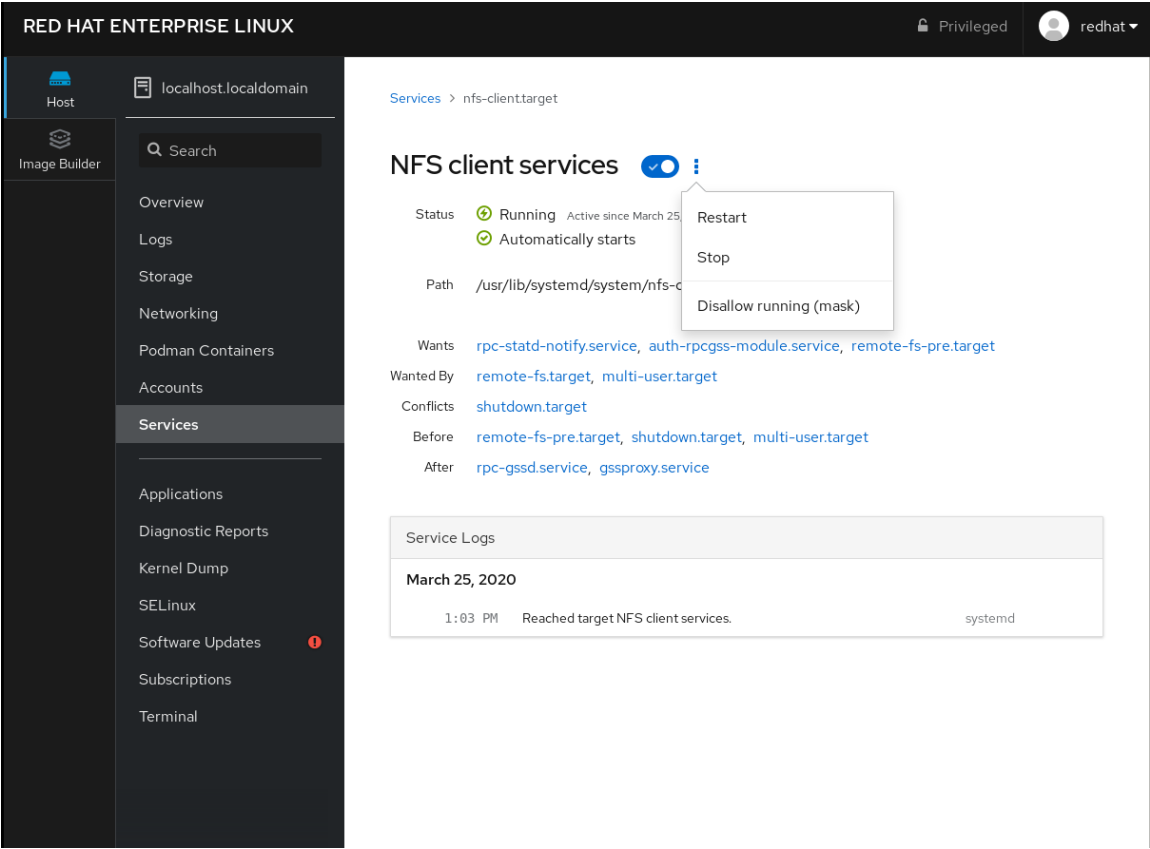 RED HAT ENTERPRISE LINUX
Privileged
redhat
Host
Image Builder
localhost.localdomain
Search
Overview
Logs
Storage
Networking
Podman Containers
Accounts
Services
Applications
Diagnostic Reports
Kernel Dump
SELinux
Software Updates
Subscriptions
Terminal
Services > nfs-client.target
NFS client services
Status Running Active since March 25,
Automatically starts
Path /usr/lib/systemd/system/nfs-c
Restart
Stop
Disallow running (mask)
Wants rpc-statd-notify.service, auth-rpcgss-module.service, remote-fs-pre.target
Wanted By remote-fs.target, multi-user.target
Conflicts shutdown.target
Before remote-fs-pre.target, shutdown.target, multi-user.target
After rpc-gssd.service, gssproxy.service
Service Logs
March 25, 2020
1:03 PM Reached target NFS client services. systemd